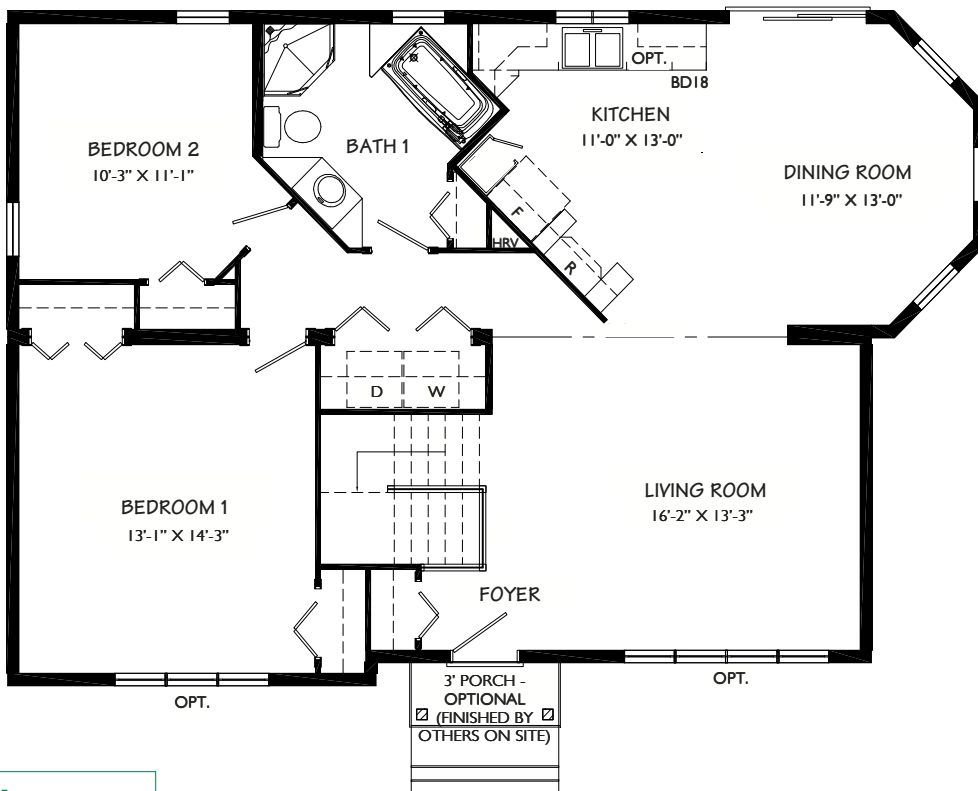 OPT.
BD18
KITCHEN
11'-0" X 13'-0"
BATH 1
BEDROOM 2
10'-3" X 11'-1"
DINING ROOM
11'-9" X 13'-0"
F
HRV
R
D
W
BEDROOM 1
13'-1" X 14'-3"
LIVING ROOM
16'-2" X 13'-3"
FOYER
OPT.
OPT.
3' PORCH -
OPTIONAL
(FINISHED BY
OTHERS ON SITE)